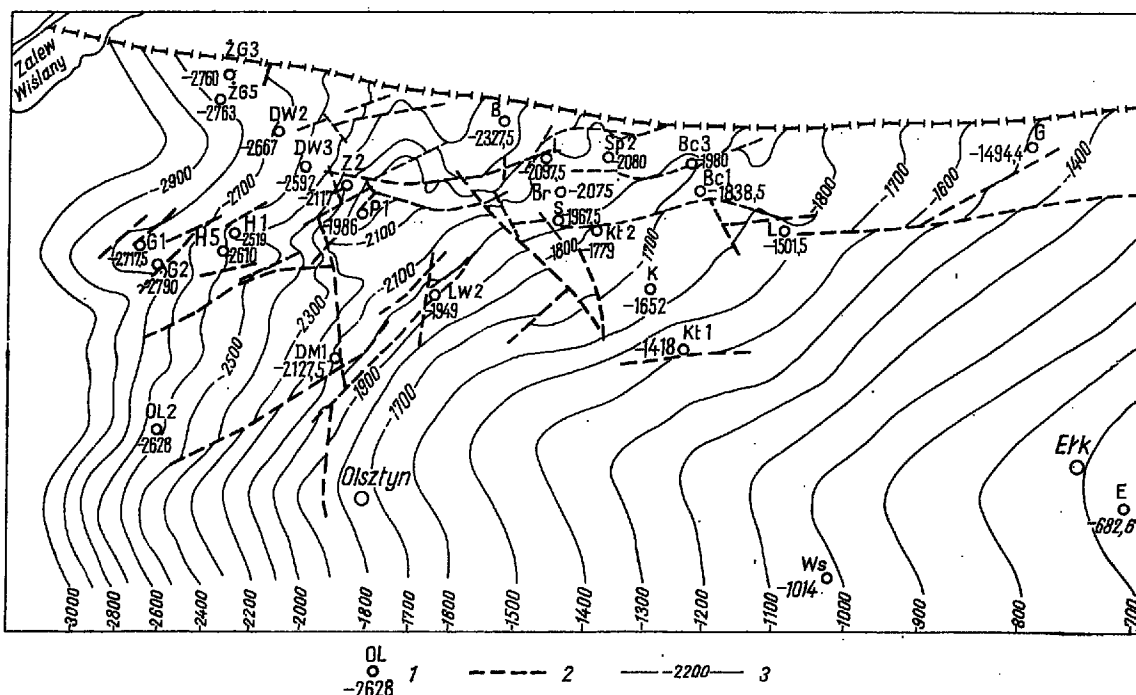 Zalew
Wiślany
ŻG3
-2760
ŻG5
-2763
DW2
-2667
DW3
-2592
Z2
-2117
P1
-1986
B
-2327,5
L
-2097,5
Sp2
-2080
Bc3
-1980
Bc1
-1838,5
Br
-2075
S
-1967,5
Kt2
-1779
G
-1494,4
L
-1501,5
-2900
-2700
-2100
-1800
-1700
-1800
-1700
-1600
-1400
G1
-2717,5
G2
-2790
H5
-2610
H1
-2519
-2100
-2300
-2500
LW2
-1949
K
-1652
Kt1
-1418
DM1
-2127,5
-1900
-1700
OL2
-2628
Olsztyn
Ełk
E
-682,6
Ws
-1014
-3000
-2800
-2600
-2400
-2200
-2000
-1800
-1700
-1600
-1500
-1400
-1300
-1200
-1100
-1000
-900
-800
-700
OL
-2628
1
2
-2200
3